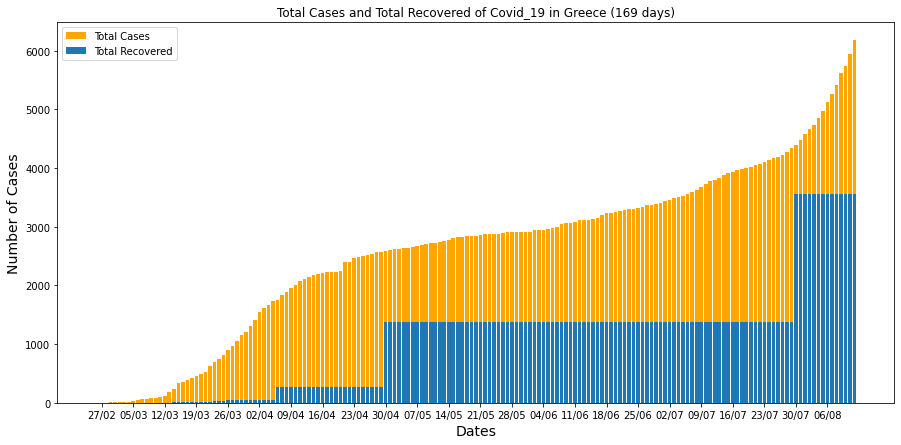 Total Cases and Total Recovered of Covid_19 in Greece (169 days)
Total Cases
Total Recovered
6000
5000
4000
3000
2000
1000
0
Number of Cases
27/02 05/03 12/03 19/03 26/03 02/04 09/04 16/04 22/04 30/04 07/05 14/05 21/05 28/05 04/06 11/06 18/06 25/06 02/07 09/07 16/07 23/07 30/07 06/08
Dates